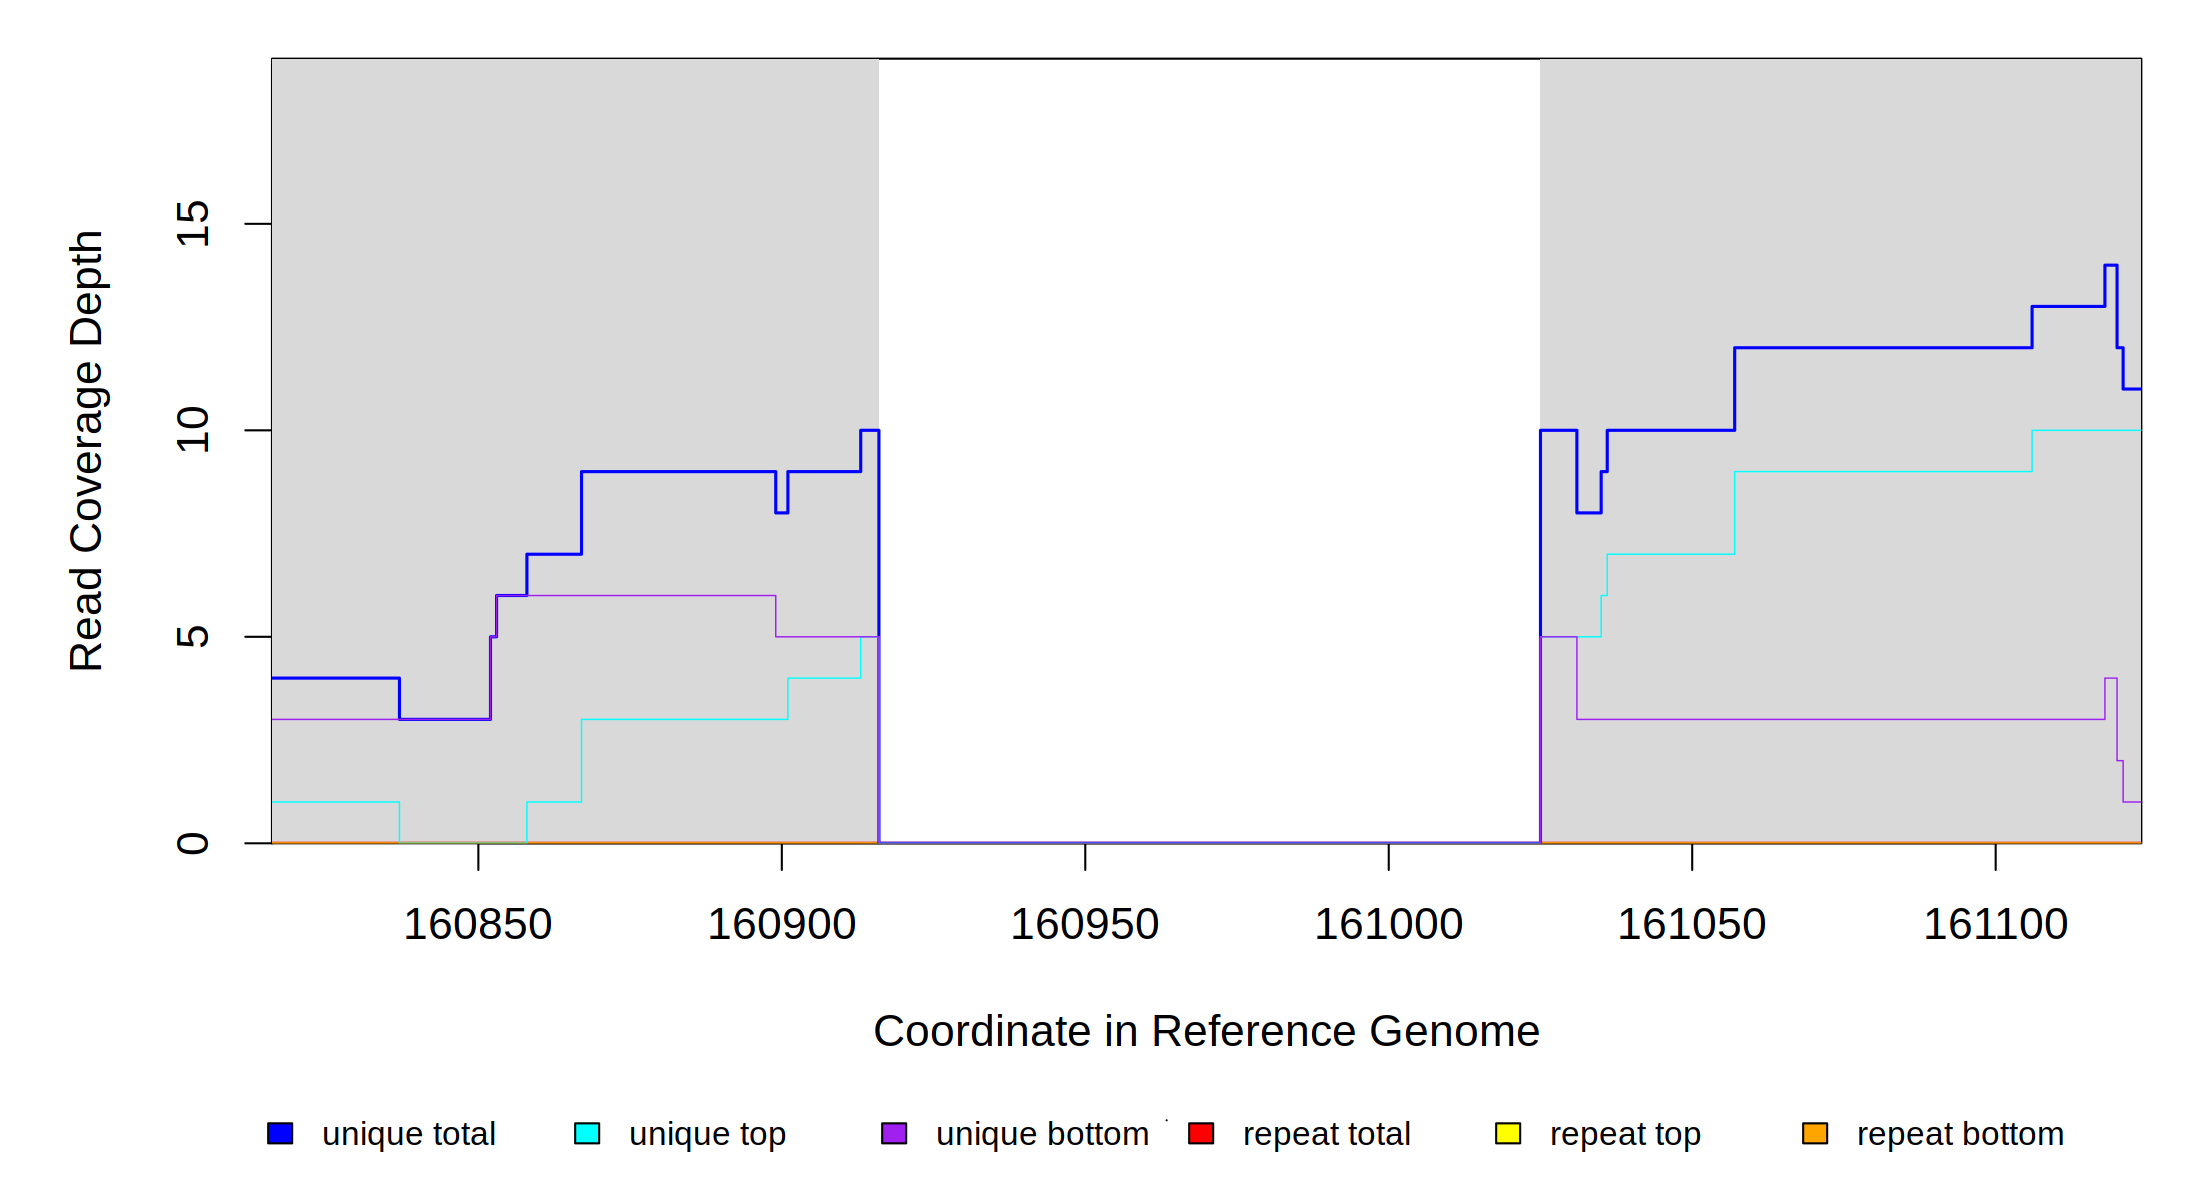 Read Coverage Depth
15
10
5
0
160850 160900 160950 161000 161050 161100
Coordinate in Reference Genome
unique total unique top unique bottom repeat total repeat top repeat bottom